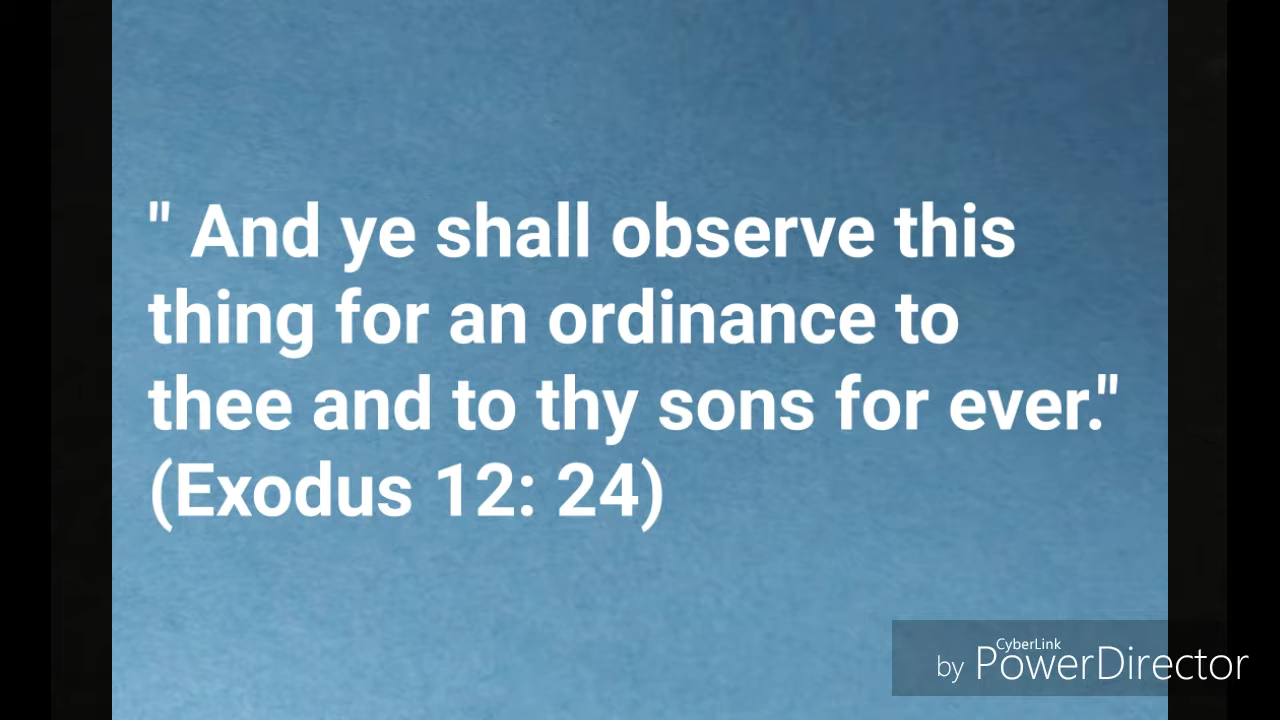 " And ye shall observe this
thing for an ordinance to
thee and to thy sons for ever."
(Exodus 12: 24)
CyberLink
by PowerDirector